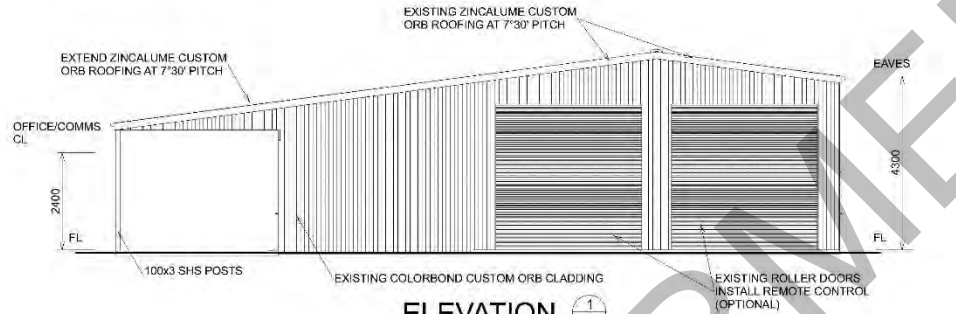 EXISTING ZINCALUME CUSTOM
ORB ROOFING AT 7°30' PITCH
EXTEND ZINCALUME CUSTOM
ORB ROOFING AT 7°30' PITCH
EAVES
OFFICE/COMMS
CL
2400
4300
FL
FL
100x3 SHS POSTS
EXISTING COLORBOND CUSTOM ORB CLADDING
EXISTING ROLLER DOORS
INSTALL REMOTE CONTROL
(OPTIONAL)
ELEVATION
1